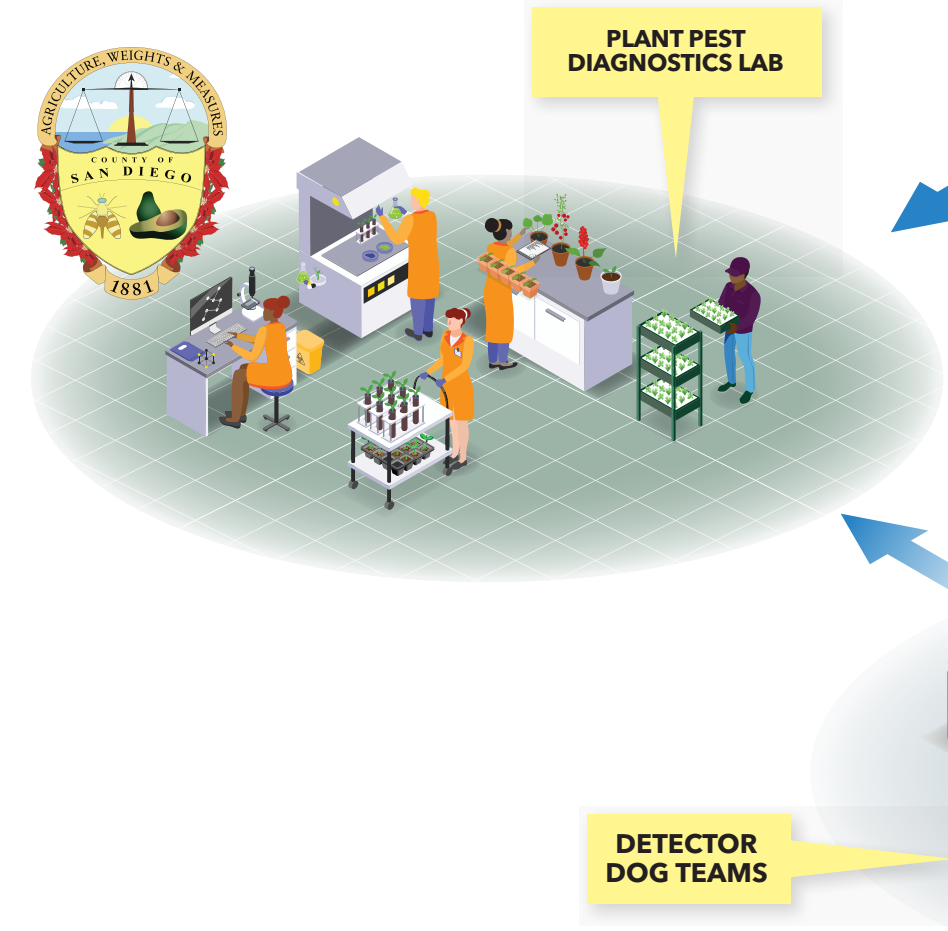 PLANT PEST
DIAGNOSTICS LAB
AGRICULTURE, WEIGHTS & MEASURES
COUNTY OF
SAN DIEGO
1881
DETECTOR
DOG TEAMS